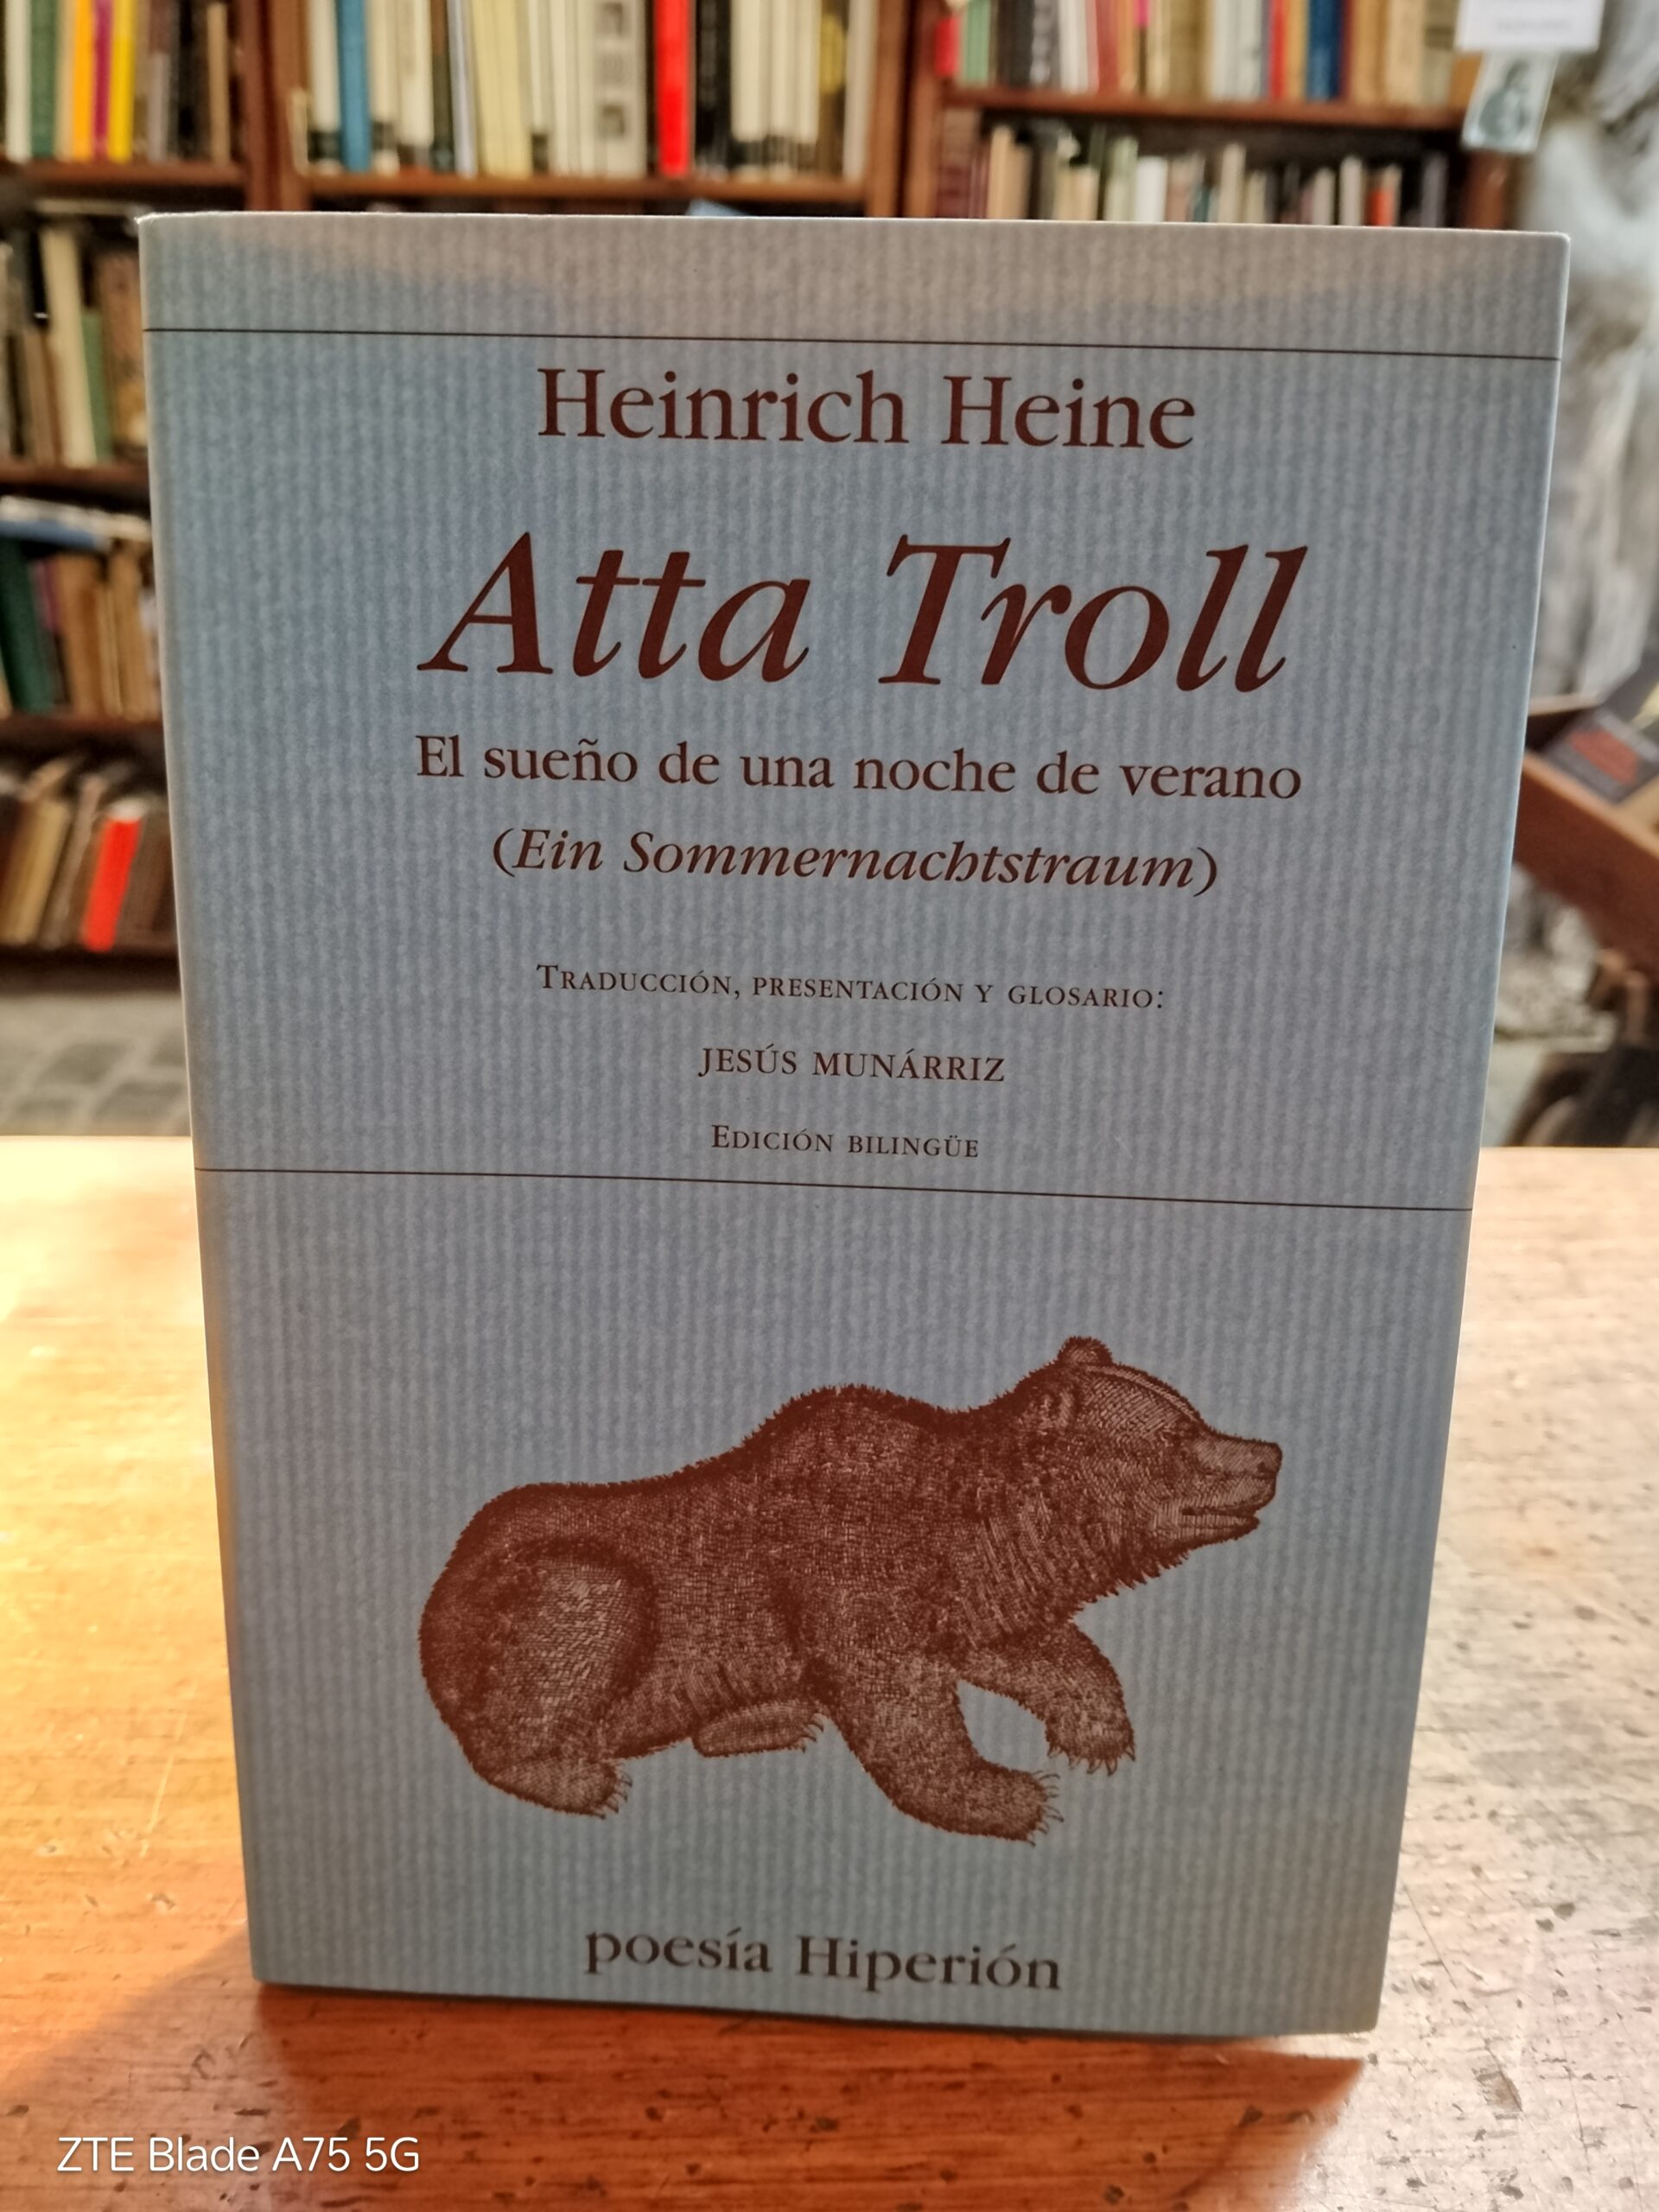 Heinrich Heine
Atta Troll
El sueño de una noche de verano
(Ein Sommernachtstraum)
TRADUCCIÓN, PRESENTACIÓN Y GLOSARIO:
JESÚS MUNÁRRIZ
EDICIÓN BILINGÜE
poesía Hiperión
ZTE Blade A75 5G